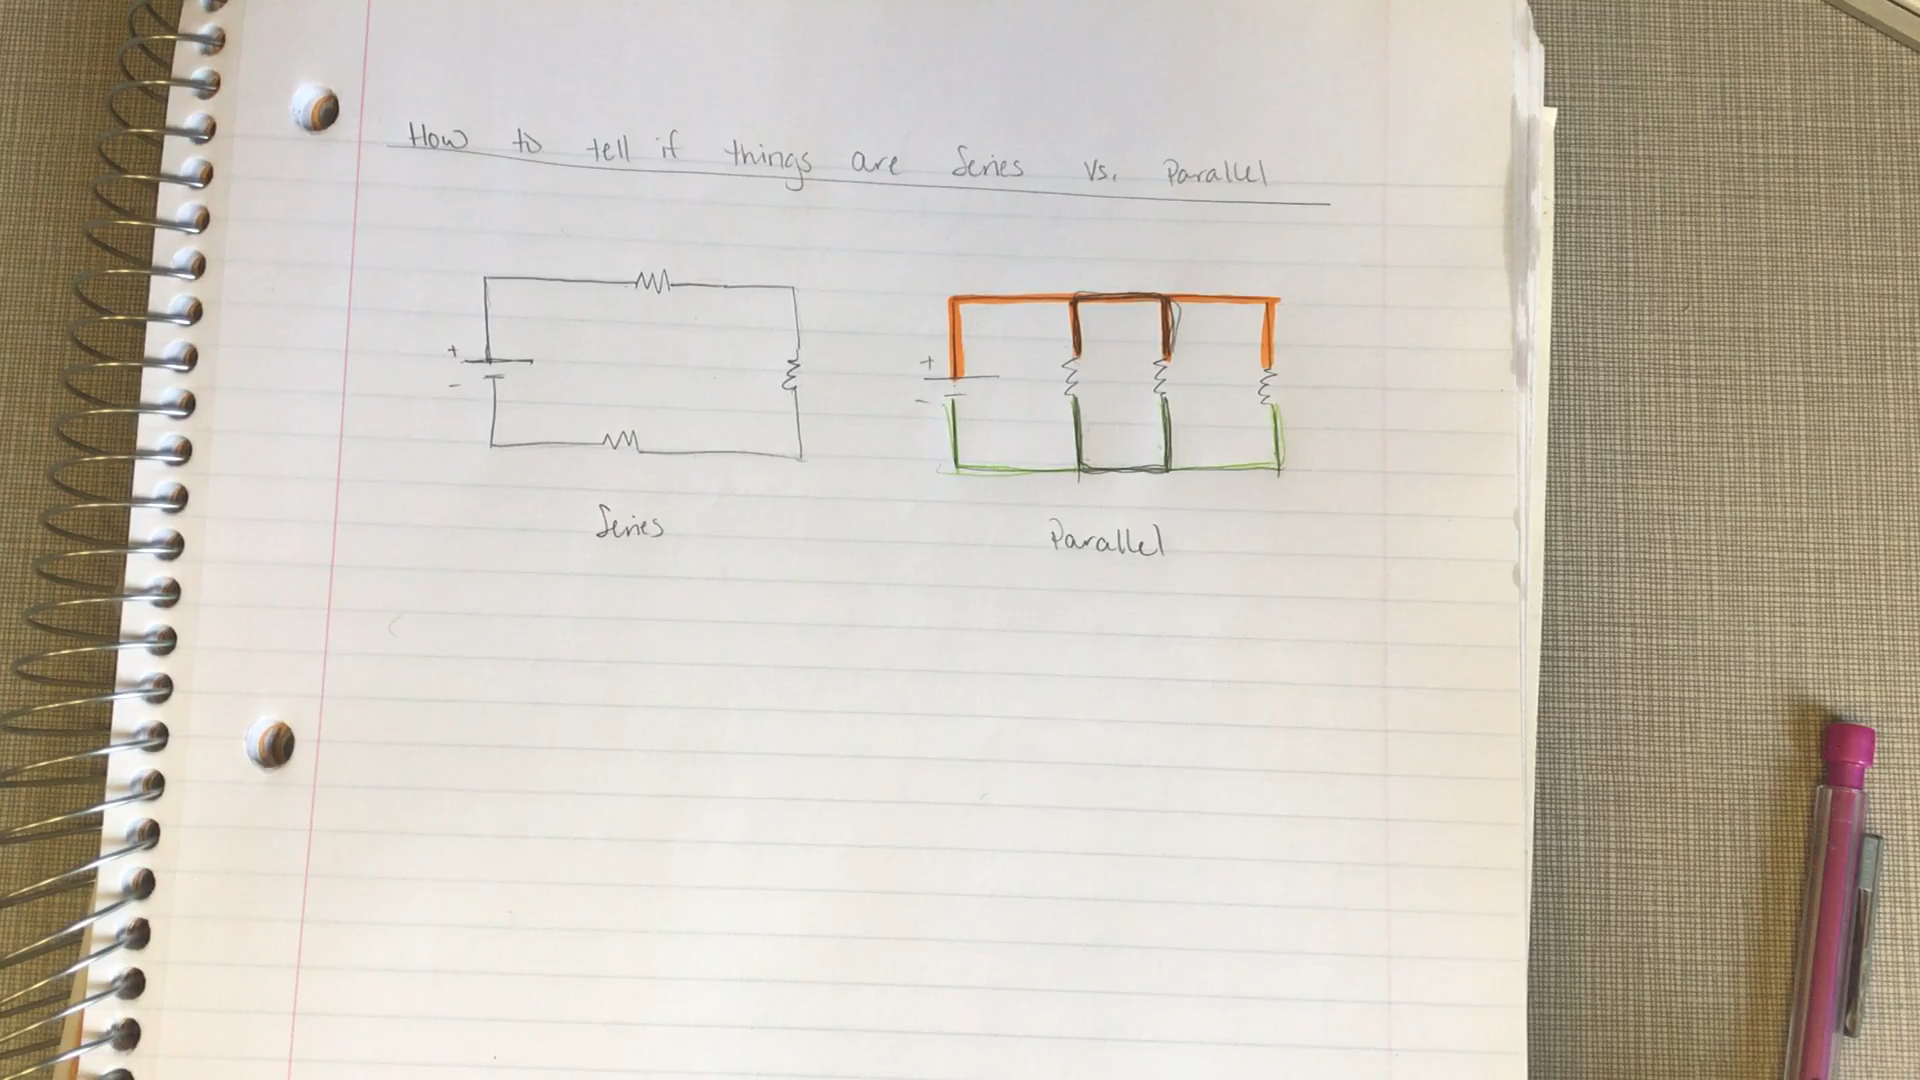 How to tell if things are Series vs. Parallel
+
-
+
-
Series
Parallel